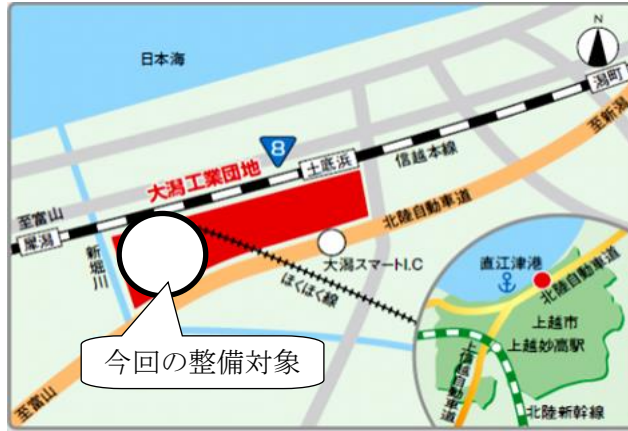 日本海
N
潟町
至新潟
8
土底浜
信越本線
大潟工業団地
至富山
犀潟
新堀川
北陸自動車道
大潟スマートI.C
ほくほく線
今回の整備対象
至富山
直江津港
北陸自動車道
上越市
上越妙高駅
上信越自動車道
北陸新幹線